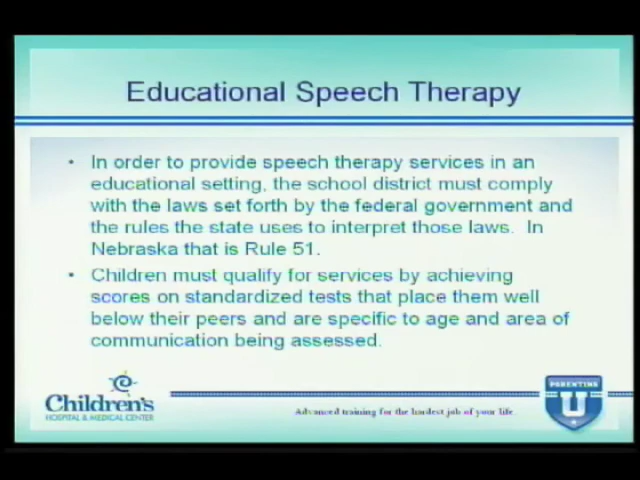 Educational Speech Therapy
• In order to provide speech therapy services in an
educational setting, the school district must comply
with the laws set forth by the federal government and
the rules the state uses to interpret those laws. In
Nebraska that is Rule 51.
• Children must qualify for services by achieving
scores on standardized tests that place them well
below their peers and are specific to age and area of
communication being assessed.
Children's
HOSPITAL & MEDICAL CENTER
Advanced training for the hardest job of your life.
PARENTING
U